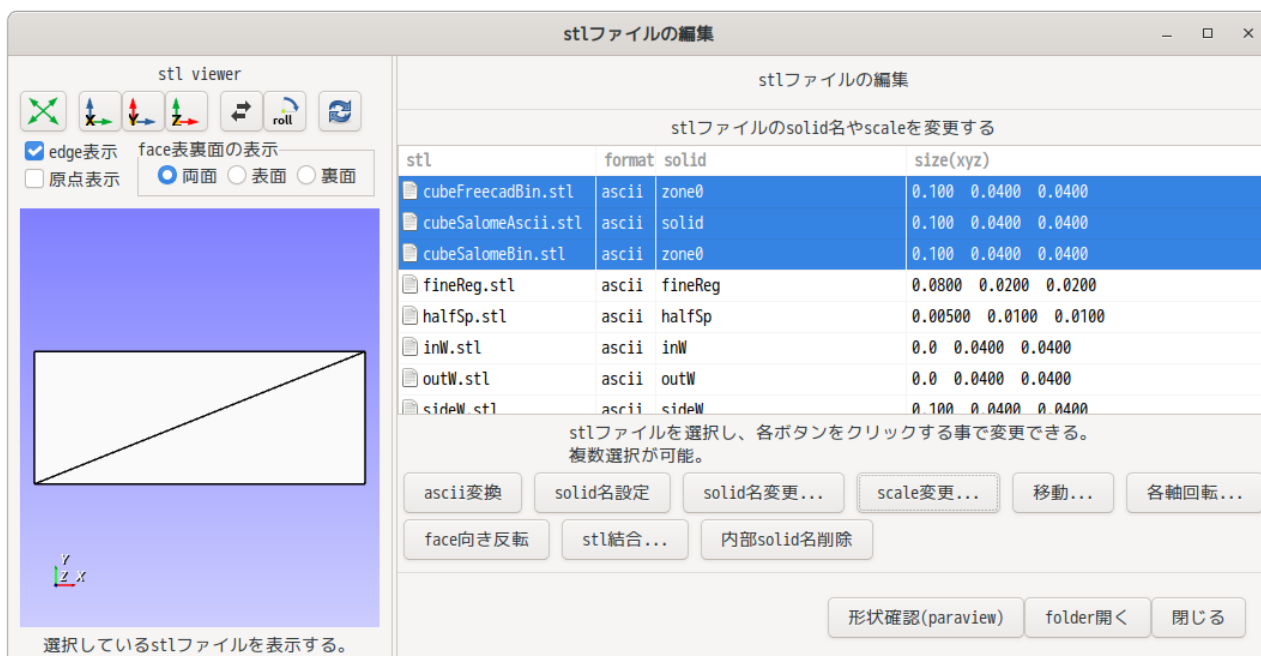 stlファイルの編集
stl viewer
X Y Z roll
edge表示
原点表示
face表裏面の表示
両面 表面 裏面
Y
Z X
選択しているstlファイルを表示する。
stlファイルの編集
stlファイルのsolid名やscaleを変更する
stl format solid size(xyz)
cubeFreecadBin.stl ascii zone0 0.100 0.0400 0.0400
cubeSalomeAscii.stl ascii solid 0.100 0.0400 0.0400
cubeSalomeBin.stl ascii zone0 0.100 0.0400 0.0400
fineReg.stl ascii fineReg 0.0800 0.0200 0.0200
halfSp.stl ascii halfSp 0.00500 0.0100 0.0100
inW.stl ascii inW 0.0 0.0400 0.0400
outW.stl ascii outW 0.0 0.0400 0.0400
sideW.stl ascii sideW 0.100 0.0400 0.0400
stlファイルを選択し、各ボタンをクリックする事で変更できる。
複数選択が可能。
ascii変換 solid名設定 solid名変更... scale変更... 移動... 各軸回転...
face向き反転 stl結合... 内部solid名削除
形状確認(paraview) folder開く 閉じる